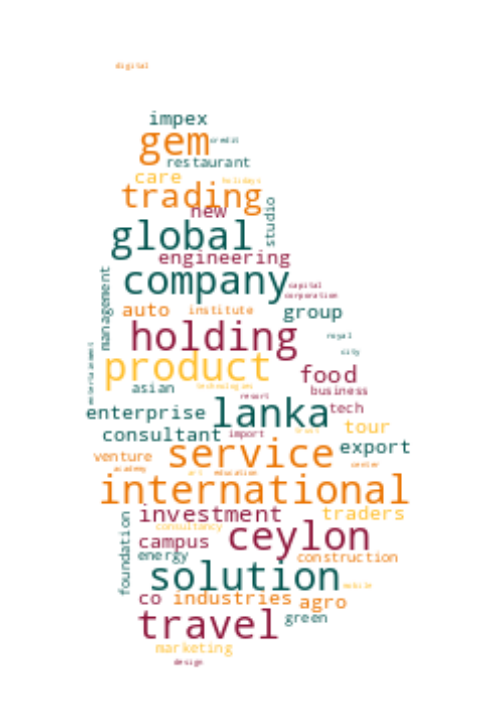 digital
impex
gem credit
restaurant
care holidays
trading
new
studio
global
engineering
company
management
capital
corporation
auto institute group
holding
royal
city
entertainment
product food
asian technologies business
resort
enterprise lanka tech
consultant import tour
service export
venture
academy
education
center
international
investment traders
consultancy
foundation
campus ceylon
energy construction
solution
mobile
co industries agro
travel green
marketing
design